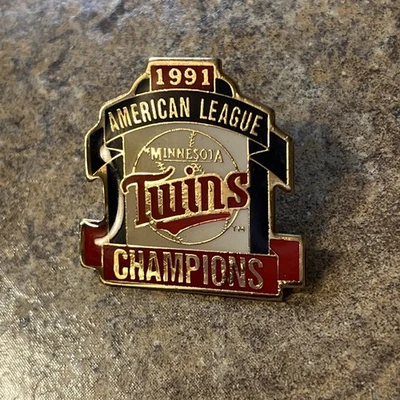 1991
AMERICAN LEAGUE
MINNESOTA
Twins
TM
CHAMPIONS